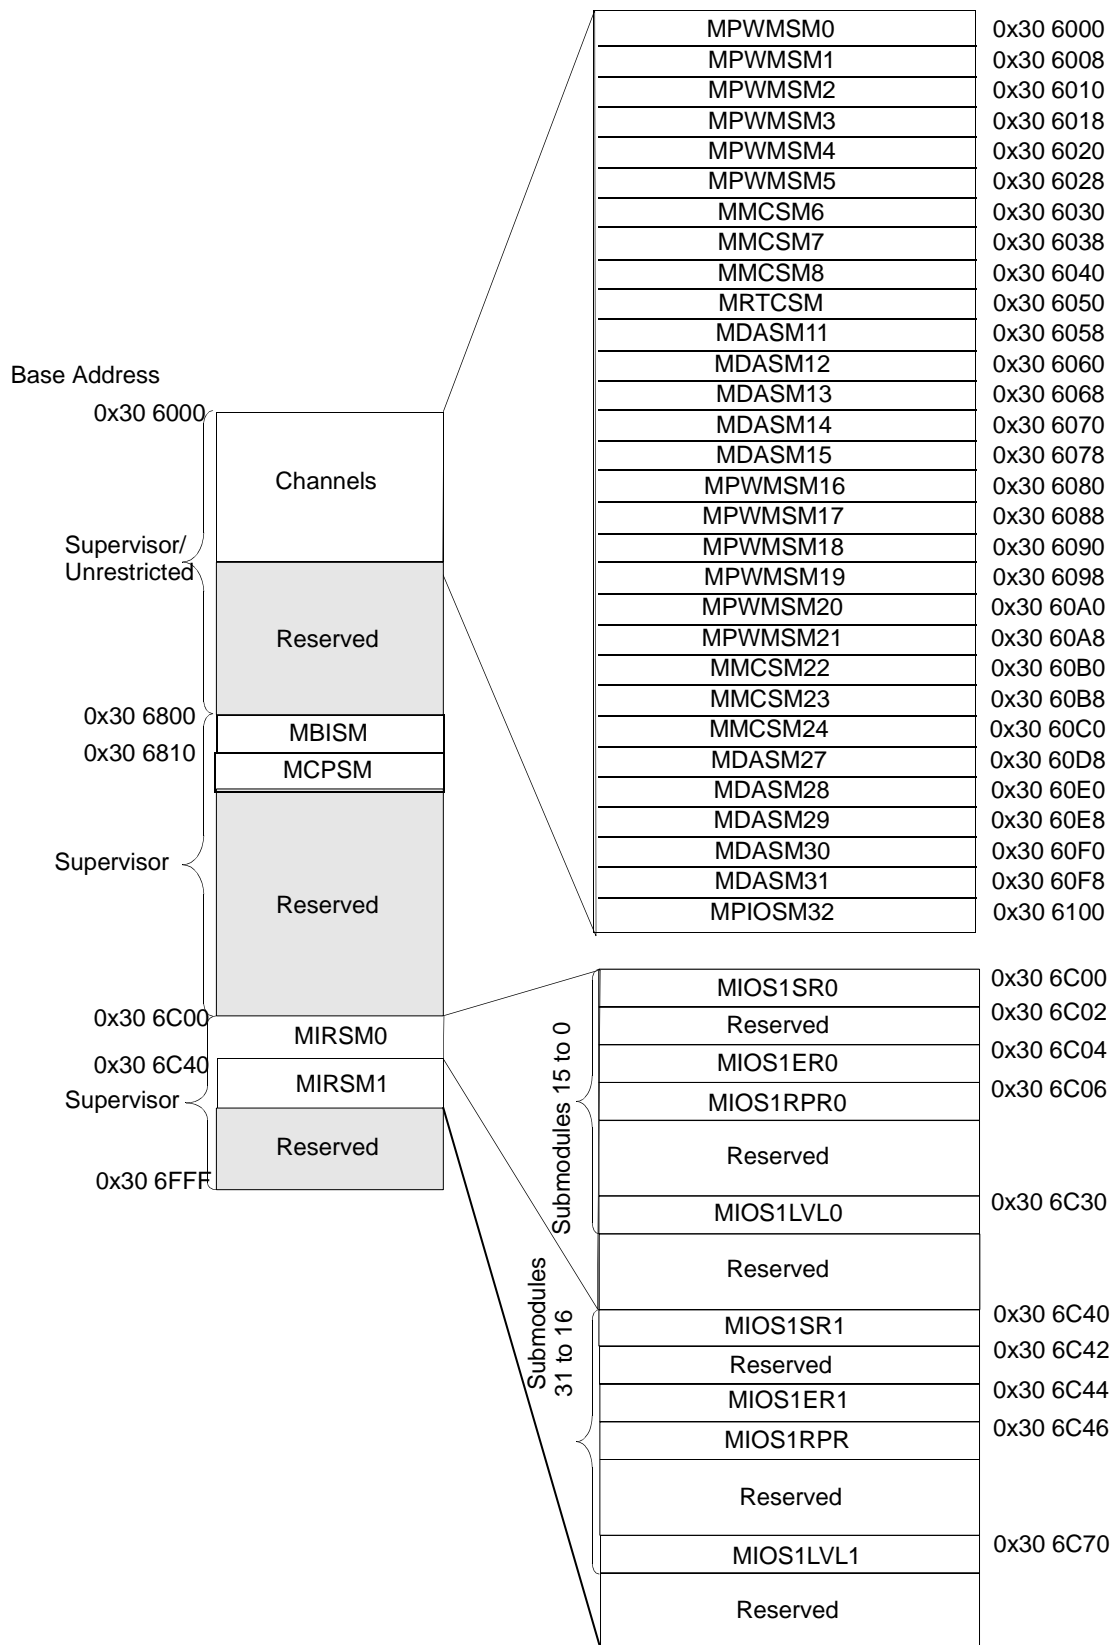 MPWMSM0 0x30 6000
MPWMSM1 0x30 6008
MPWMSM2 0x30 6010
MPWMSM3 0x30 6018
MPWMSM4 0x30 6020
MPWMSM5 0x30 6028
MMCSM6 0x30 6030
MMCSM7 0x30 6038
MMCSM8 0x30 6040
MRTCSM 0x30 6050
MDASM11 0x30 6058
MDASM12 0x30 6060
MDASM13 0x30 6068
MDASM14 0x30 6070
MDASM15 0x30 6078
MPWMSM16 0x30 6080
MPWMSM17 0x30 6088
MPWMSM18 0x30 6090
MPWMSM19 0x30 6098
MPWMSM20 0x30 60A0
MPWMSM21 0x30 60A8
MMCSM22 0x30 60B0
MMCSM23 0x30 60B8
MMCSM24 0x30 60C0
MDASM27 0x30 60D8
MDASM28 0x30 60E0
MDASM29 0x30 60E8
MDASM30 0x30 60F0
MDASM31 0x30 60F8
MPIOSM32 0x30 6100
Base Address
0x30 6000
Channels
Supervisor/
Unrestricted
Reserved
0x30 6800
MBISM
0x30 6810
MCPSM
Supervisor
Reserved
0x30 6C00
MIRSM0
0x30 6C40
MIRSM1
Supervisor
Reserved
0x30 6FFF
Submodules 15 to 0
MIOS1SR0 0x30 6C00
Reserved 0x30 6C02
MIOS1ER0 0x30 6C04
MIOS1RPR0 0x30 6C06
Reserved
MIOS1LVL0 0x30 6C30
Reserved
Submodules
31 to 16
MIOS1SR1 0x30 6C40
Reserved 0x30 6C42
MIOS1ER1 0x30 6C44
MIOS1RPR 0x30 6C46
Reserved
MIOS1LVL1 0x30 6C70
Reserved